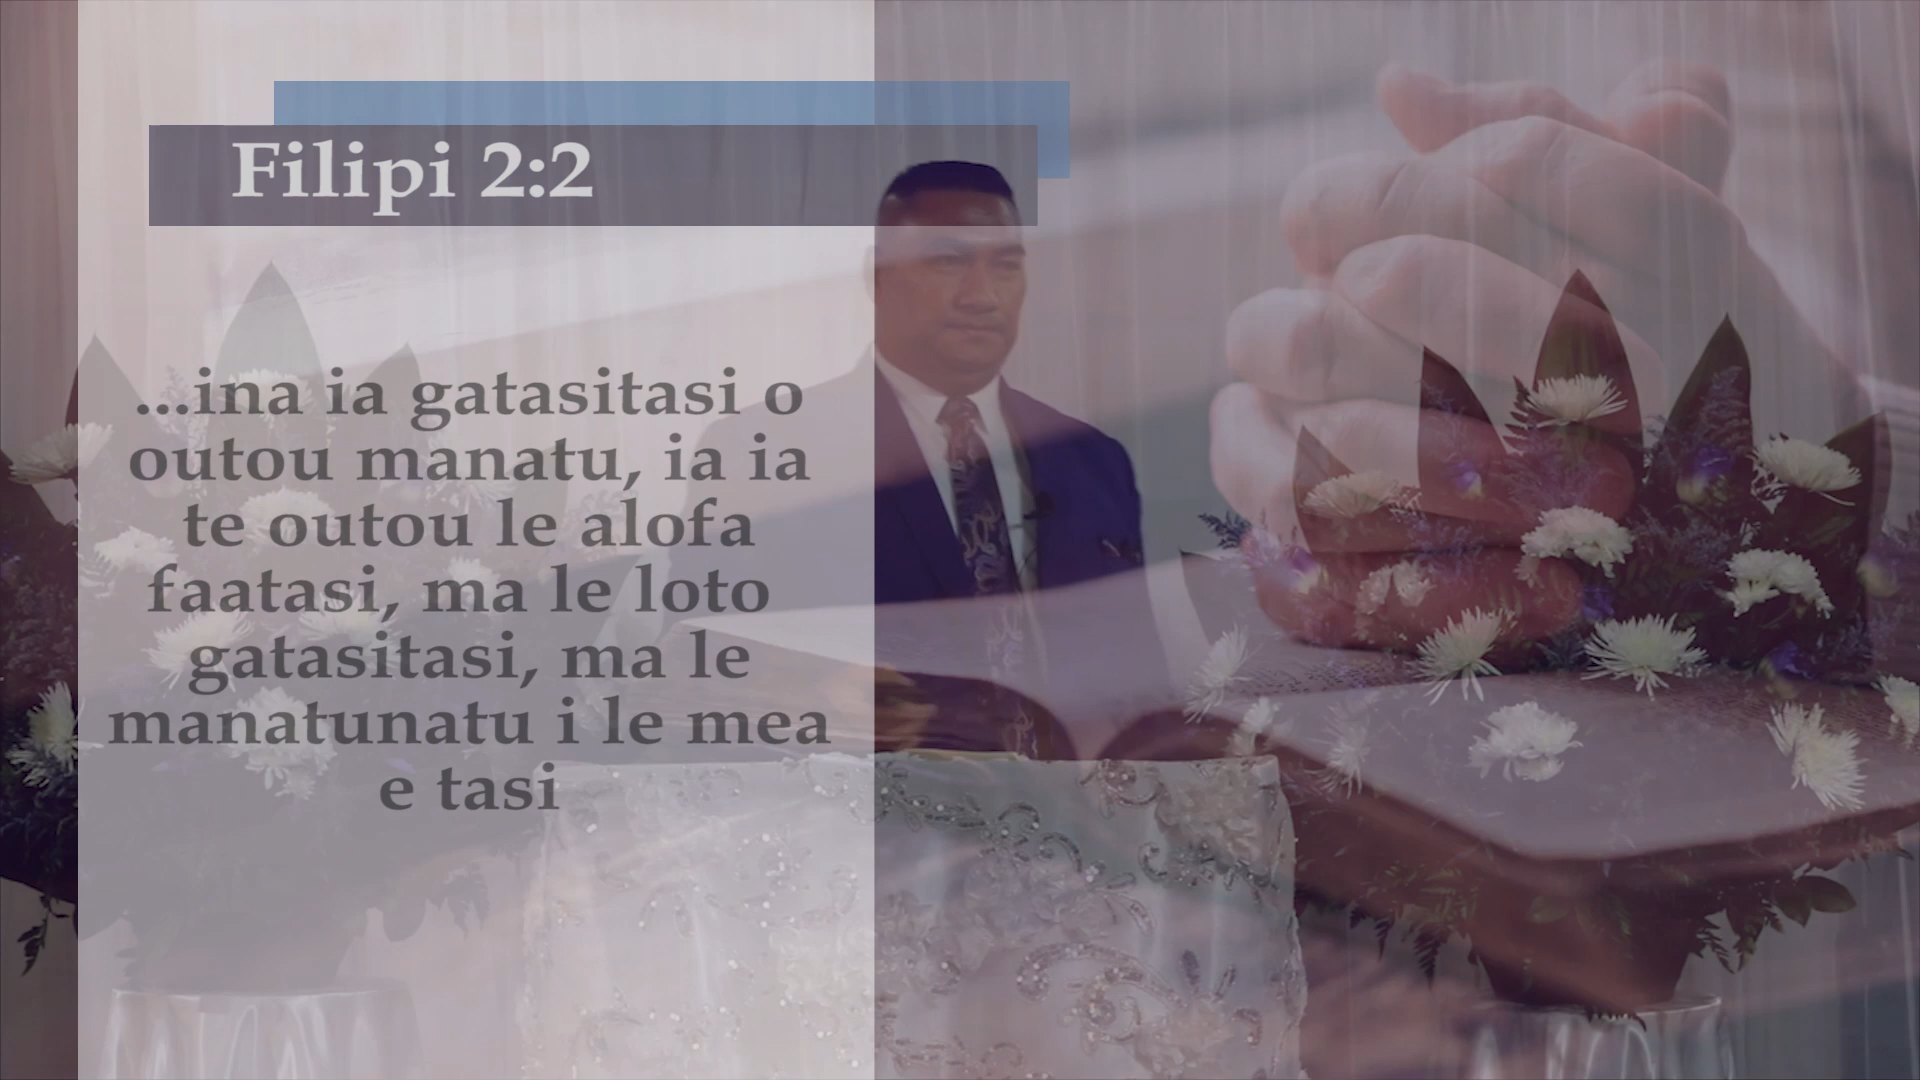 Filipi 2:2
...ina ia gatasitasi o
outou manatu, ia ia
te outou le alofa
faatasi, ma le loto
gatasitasi, ma le
manatunatu i le mea
e tasi